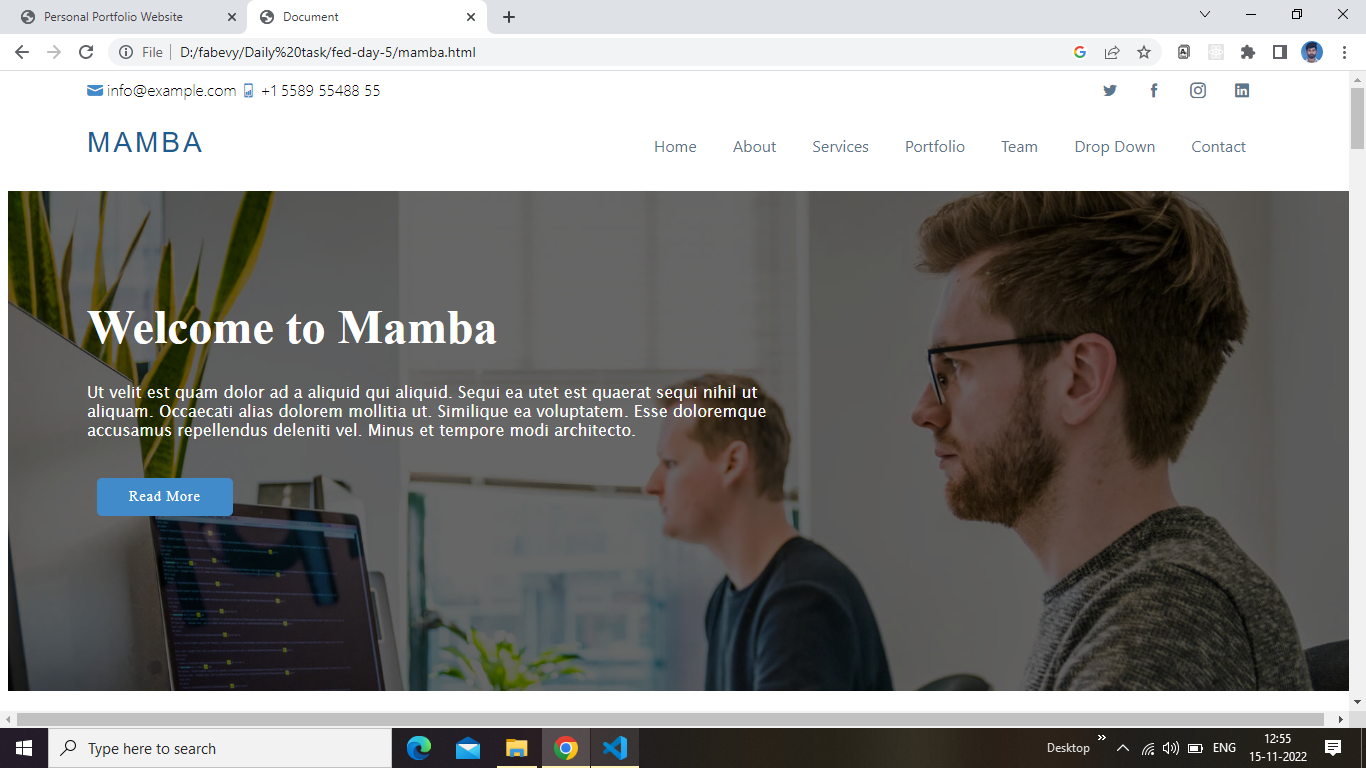 Personal Portfolio Website
Document
File | D:/fabevy/Daily%20task/fed-day-5/mamba.html
info@example.com +1 5589 55488 55
MAMBA
Home About Services Portfolio Team Drop Down Contact
Welcome to Mamba
Ut velit est quam dolor ad a aliquid qui aliquid. Sequi ea utet est quaerat sequi nihil ut
aliquam. Occaecati alias dolorem mollitia ut. Similique ea voluptatem. Esse doloremque
accusamus repellendus deleniti vel. Minus et tempore modi architecto.
Read More
Type here to search
Desktop
ENG
12:55
15-11-2022